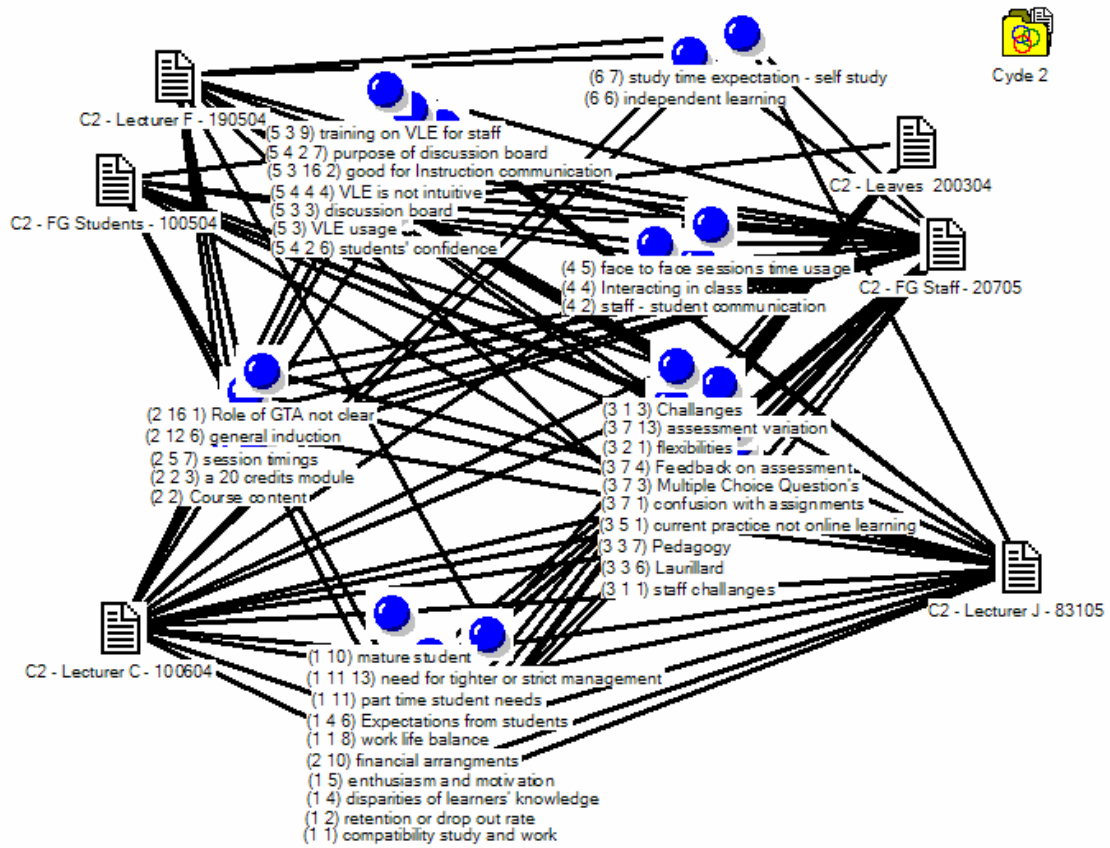 Cycle 2
(6 7) study time expectation - self study
(6 6) independent learning
C2 - Lecturer F - 190504
(5 3 9) training on VLE for staff
(5 4 2 7) purpose of discussion board
(5 3 16 2) good for Instruction communication
(5 4 4 4) VLE is not intuitive
(5 3 3) discussion board
(5 3) VLE usage
(5 4 2 6) students' confidence
C2 - Leaves 200304
C2 - FG Students - 100504
(4 5) face to face sessions time usage
(4 4) Interacting in class
(4 2) staff - student communication
C2 - FG Staff - 20705
(2 16 1) Role of GTA not clear
(2 12 6) general induction
(2 5 7) session timings
(2 2 3) a 20 credits module
(2 2) Course content
(3 1 3) Challanges
(3 7 13) assessment variation
(3 2 1) flexibilities
(3 7 4) Feedback on assessment
(3 7 3) Multiple Choice Question's
(3 7 1) confusion with assignments
(3 5 1) current practice not online learning
(3 3 7) Pedagogy
(3 3 6) Laurillard
(3 1 1) staff challanges
C2 - Lecturer J - 83105
C2 - Lecturer C - 100604
(1 10) mature student
(1 11 13) need for tighter or strict management
(1 11) part time student needs
(1 4 6) Expectations from students
(1 1 8) work life balance
(2 10) financial arrangments
(1 5) enthusiasm and motivation
(1 4) disparities of learners' knowledge
(1 2) retention or drop out rate
(1 1) compatibility study and work